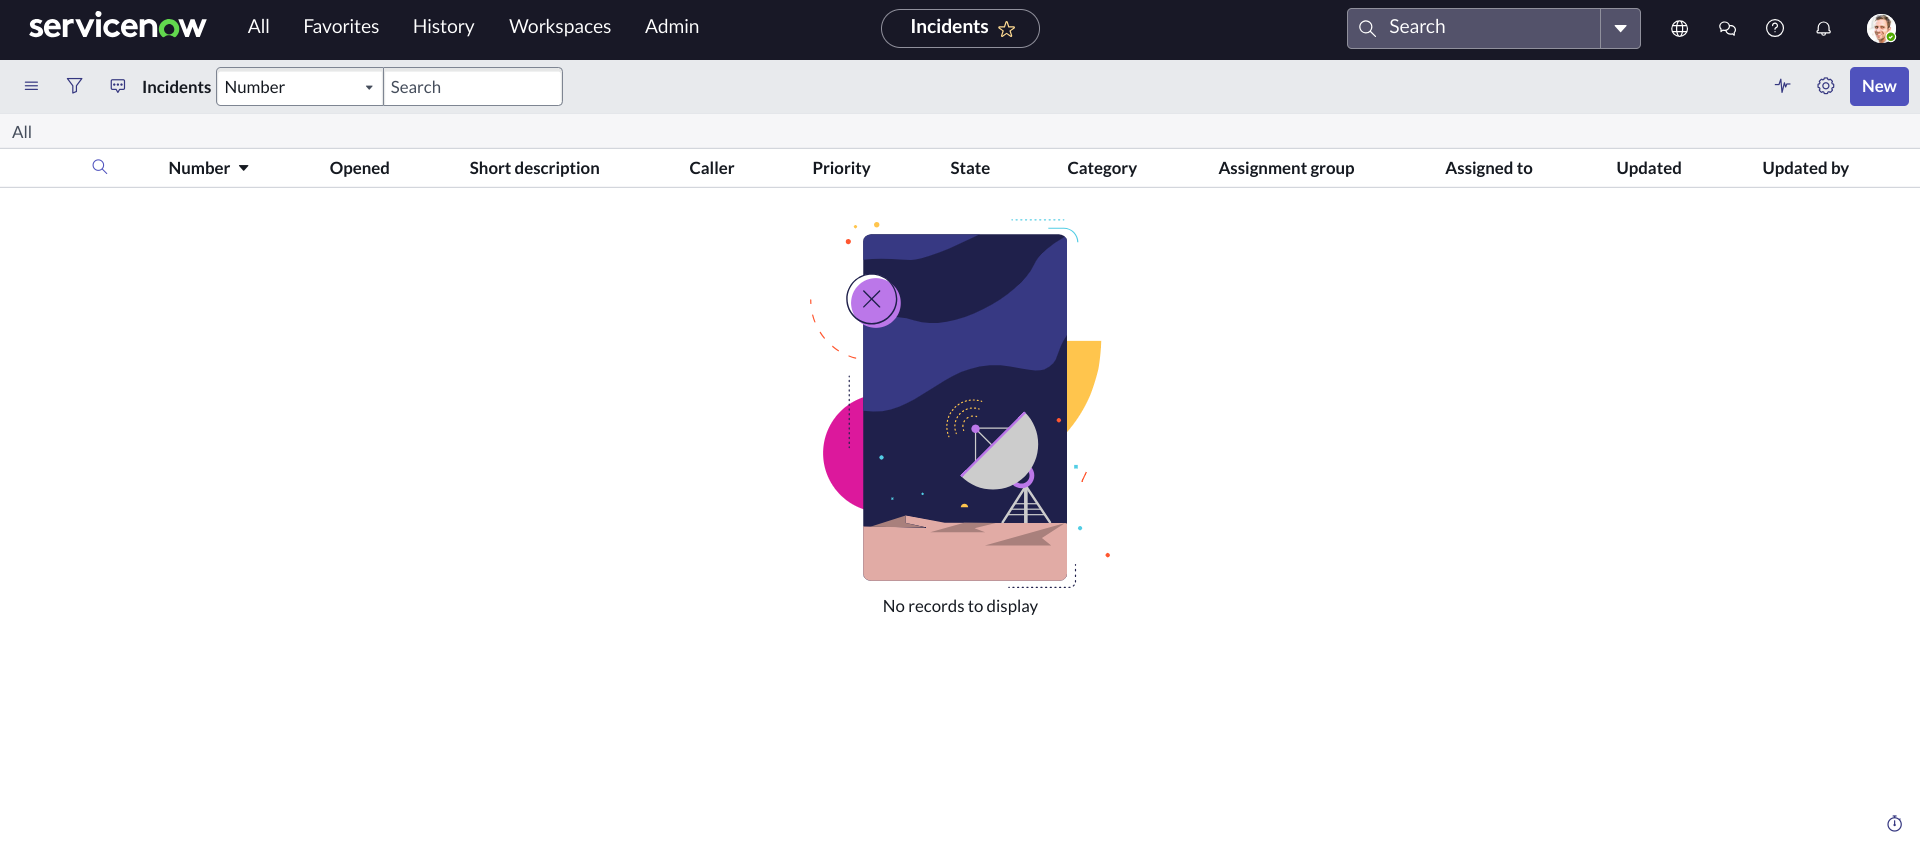 servicenow All Favorites History Workspaces Admin Incidents Search
Incidents Number Search New
All
Number Opened Short description Caller Priority State Category Assignment group Assigned to Updated Updated by
No records to display